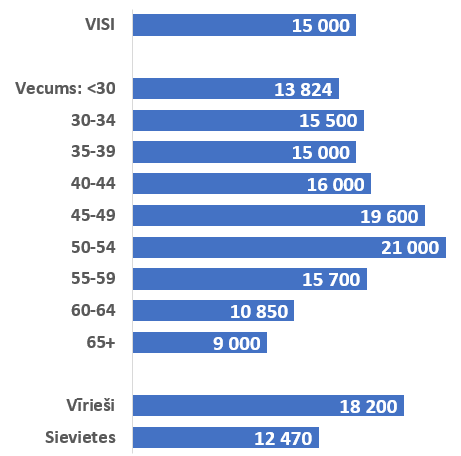 VISI 15 000
Vecums: <30 13 824
30-34 15 500
35-39 15 000
40-44 16 000
45-49 19 600
50-54 21 000
55-59 15 700
60-64 10 850
65+ 9 000
Vīrieši 18 200
Sievietes 12 470